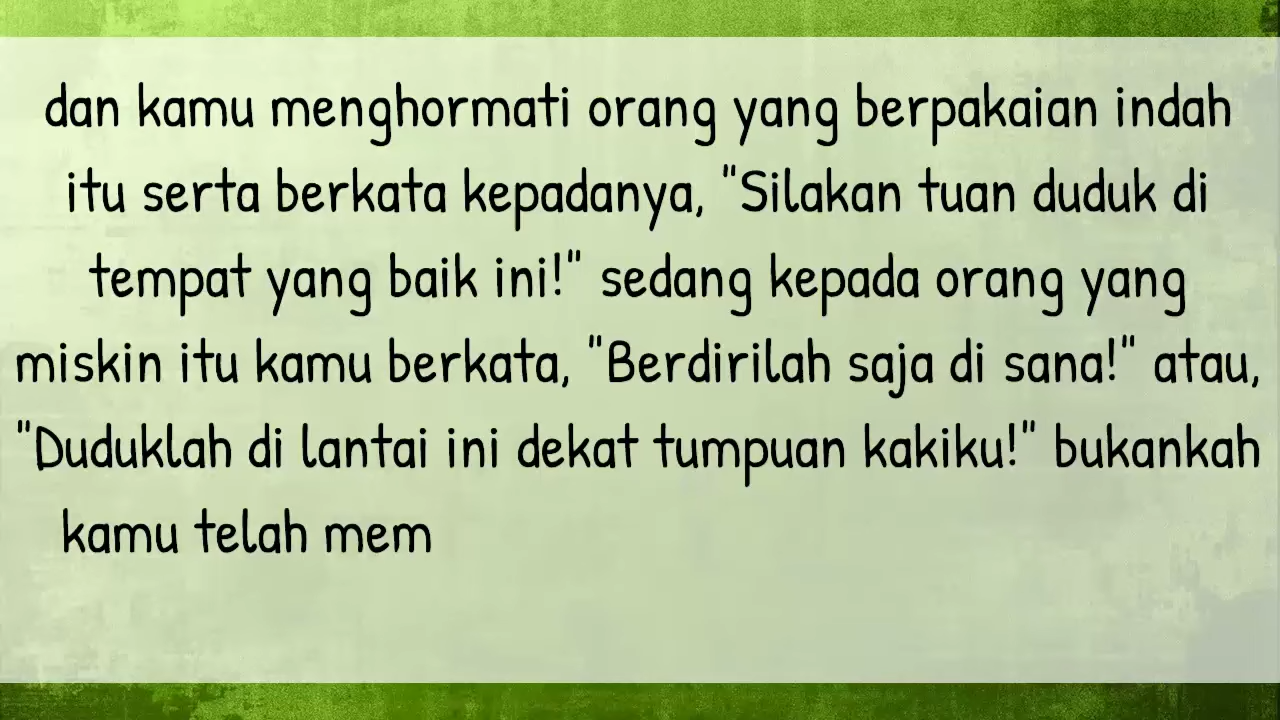 dan kamu menghormati orang yang berpakaian indah
itu serta berkata kepadanya, "Silakan tuan duduk di
tempat yang baik ini!" sedang kepada orang yang
miskin itu kamu berkata, "Berdirilah saja di sana!" atau,
"Duduklah di lantai ini dekat tumpuan kakiku!" bukankah
kamu telah mem